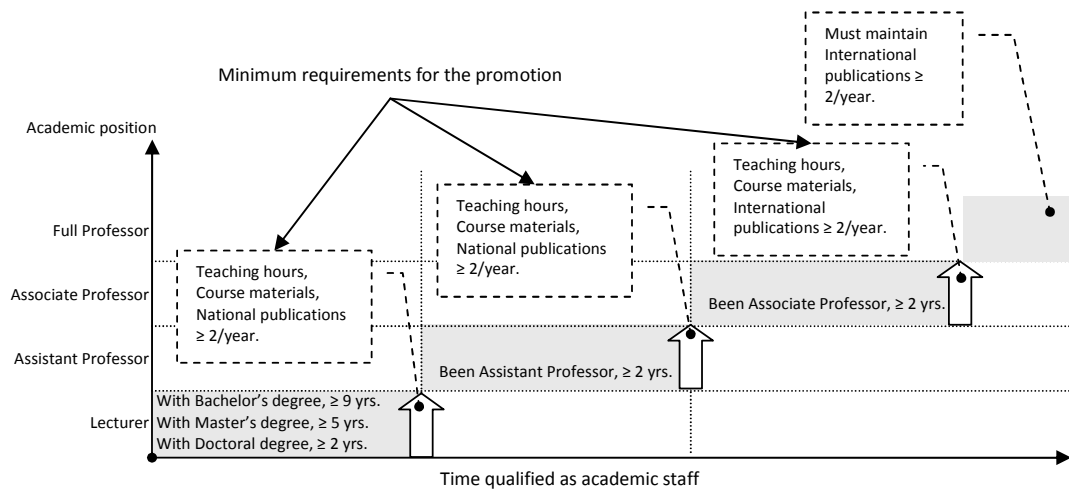 Must maintain
International
publications ≥
2/year.
Minimum requirements for the promotion
Academic position
Teaching hours,
Course materials,
International
publications ≥ 2/year.
Teaching hours,
Course materials,
National publications
≥ 2/year.
Teaching hours,
Course materials,
National publications
≥ 2/year.
Full Professor
Associate Professor
Been Associate Professor, ≥ 2 yrs.
Assistant Professor
Been Assistant Professor, ≥ 2 yrs.
Lecturer
With Bachelor’s degree, ≥ 9 yrs.
With Master’s degree, ≥ 5 yrs.
With Doctoral degree, ≥ 2 yrs.
Time qualified as academic staff